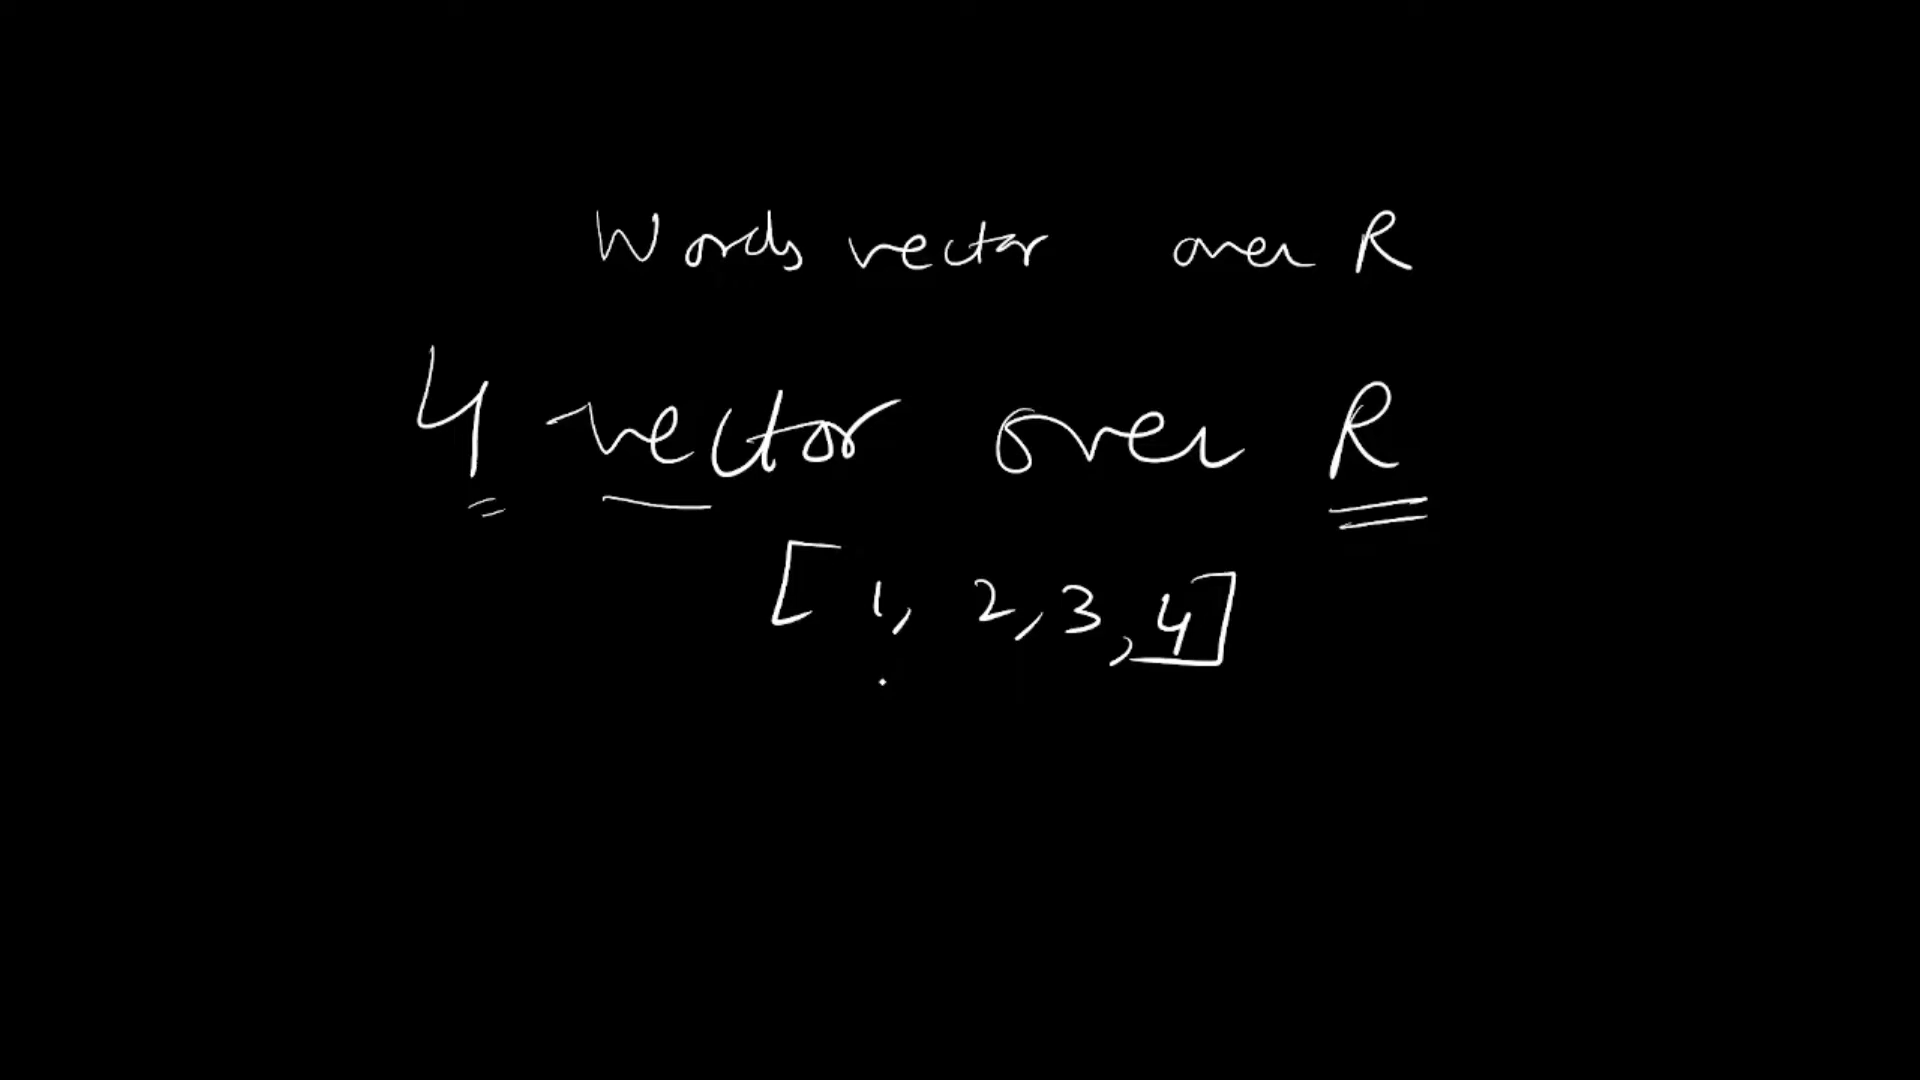 Words vector over R
4 vector over R
[1, 2, 3, 4]